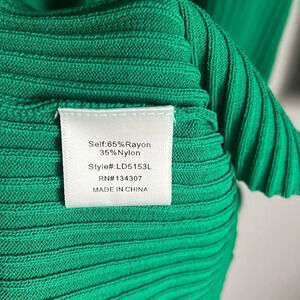 Self:65%Rayon
35%Nylon
Style#:LD5153L
RN#134307
MADE IN CHINA